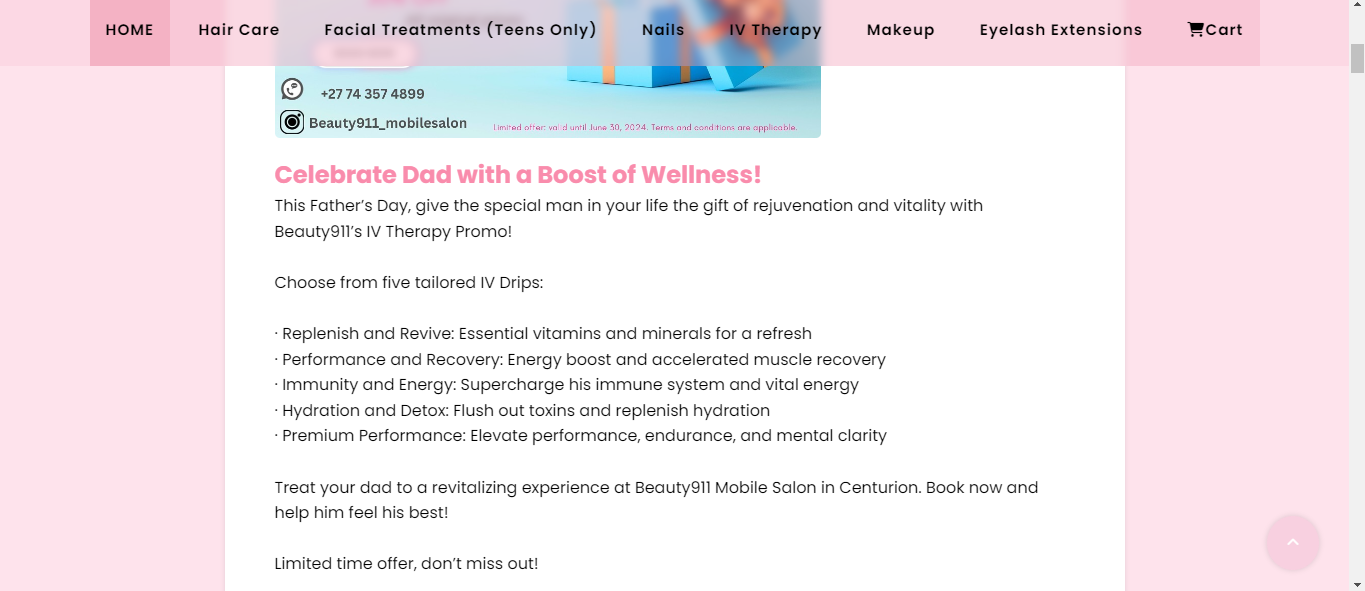 HOME Hair Care Facial Treatments (Teens Only) Nails IV Therapy Makeup Eyelash Extensions Cart
+27 74 357 4899
Beauty911_mobilesalon
Limited offer: valid until June 30, 2024. Terms and conditions are applicable.
Celebrate Dad with a Boost of Wellness!
This Father’s Day, give the special man in your life the gift of rejuvenation and vitality with
Beauty911’s IV Therapy Promo!
Choose from five tailored IV Drips:
· Replenish and Revive: Essential vitamins and minerals for a refresh
· Performance and Recovery: Energy boost and accelerated muscle recovery
· Immunity and Energy: Supercharge his immune system and vital energy
· Hydration and Detox: Flush out toxins and replenish hydration
· Premium Performance: Elevate performance, endurance, and mental clarity
Treat your dad to a revitalizing experience at Beauty911 Mobile Salon in Centurion. Book now and
help him feel his best!
Limited time offer, don’t miss out!